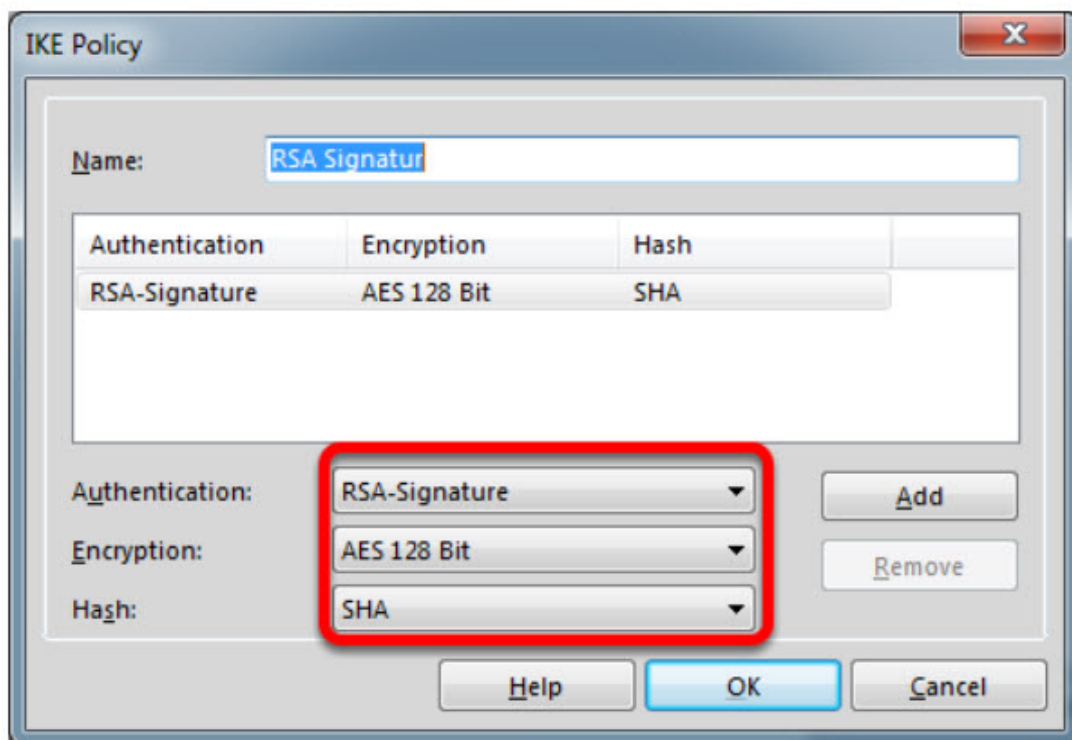 IKE Policy
Name: RSA Signatur
Authentication Encryption Hash
RSA-Signature AES 128 Bit SHA
Authentication: RSA-Signature Add
Encryption: AES 128 Bit Remove
Hash: SHA
Help OK Cancel